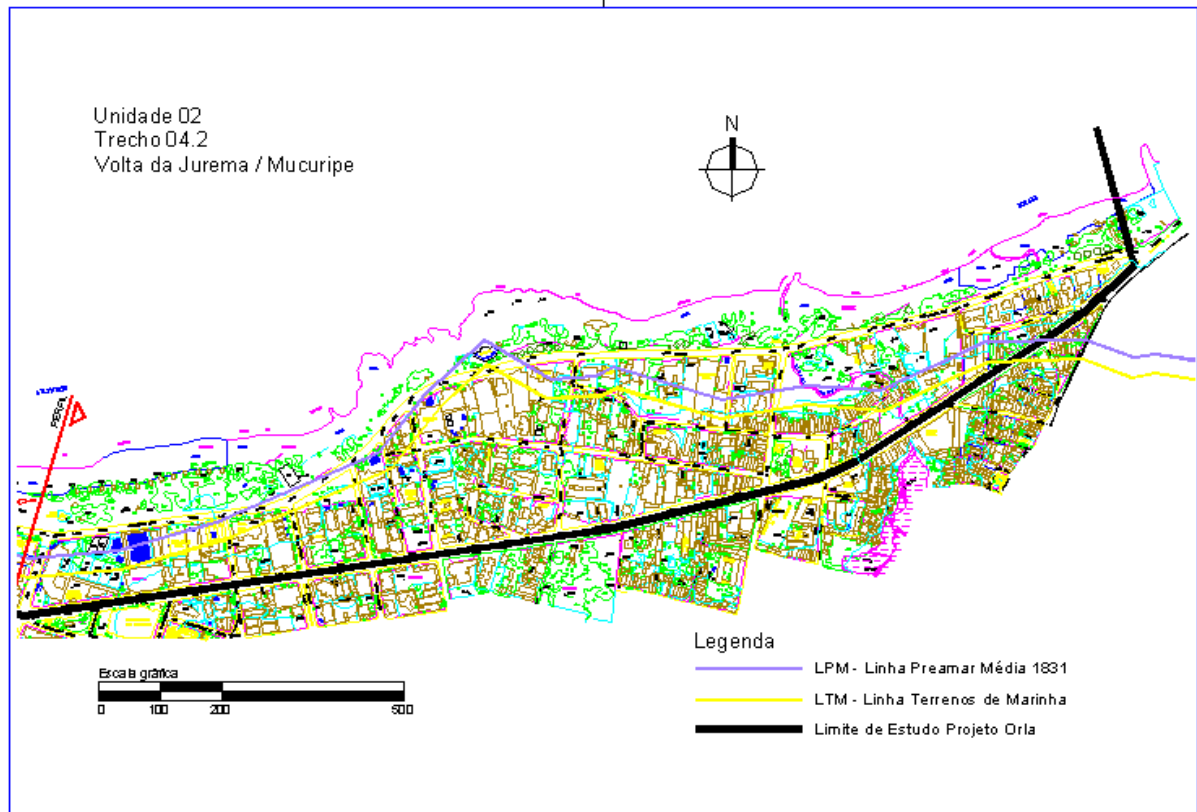 Unidade 02
Trecho 04.2
Volta da Jurema / Mucuripe
N
PERFIL
Escala gráfica
0 100 200 500
Legenda
LPM - Linha Preamar Média 1831
LTM - Linha Terrenos de Marinha
Limite de Estudo Projeto Orla